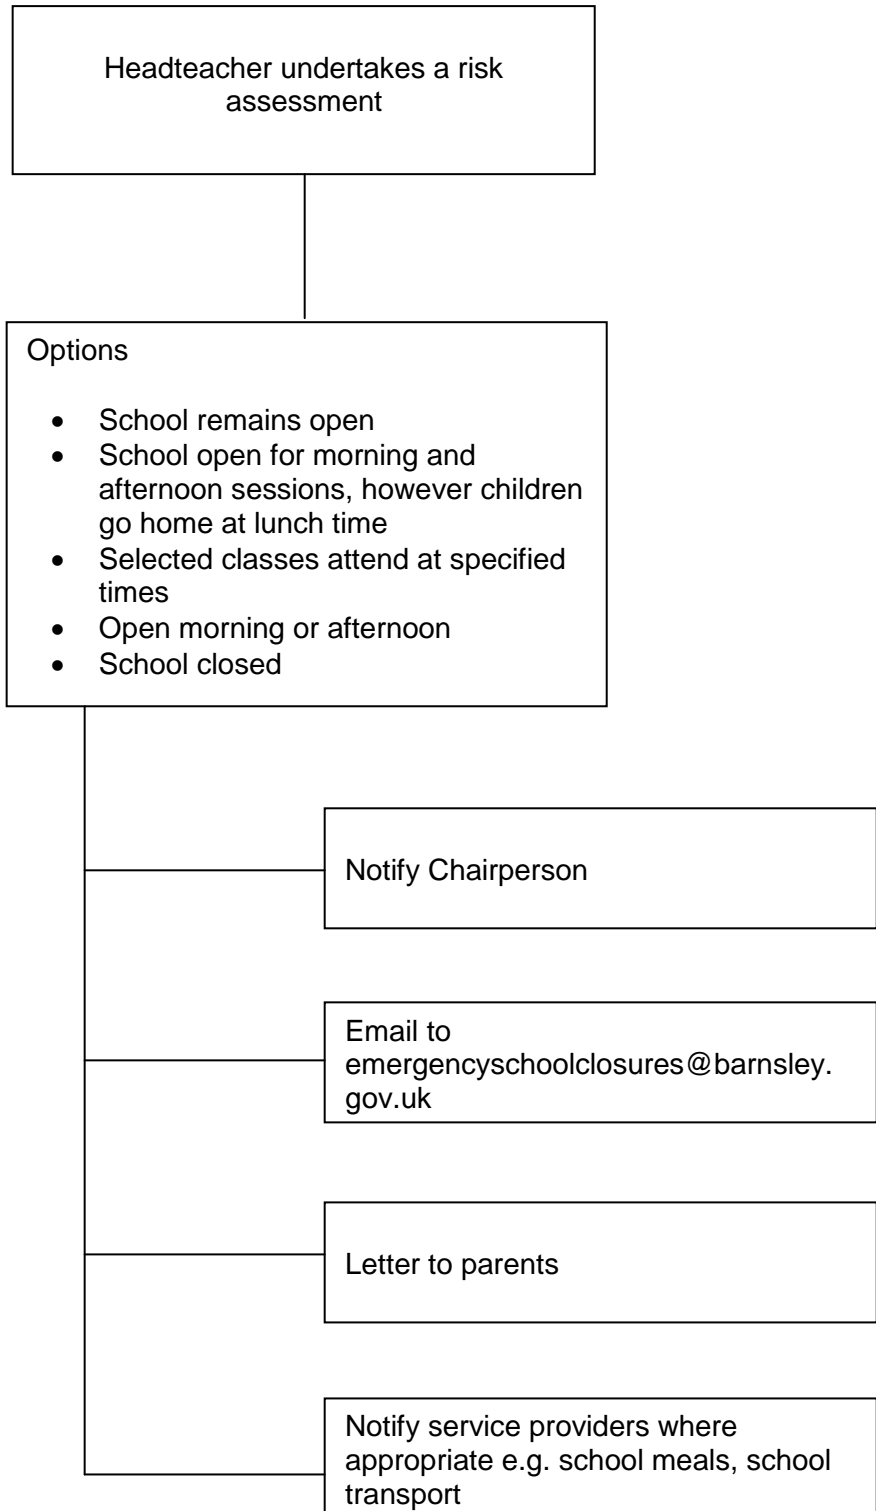 Headteacher undertakes a risk
assessment
Options
• School remains open
• School open for morning and
afternoon sessions, however children
go home at lunch time
• Selected classes attend at specified
times
• Open morning or afternoon
• School closed
Notify Chairperson
Email to
emergencyschoolclosures@barnsley.
gov.uk
Letter to parents
Notify service providers where
appropriate e.g. school meals, school
transport